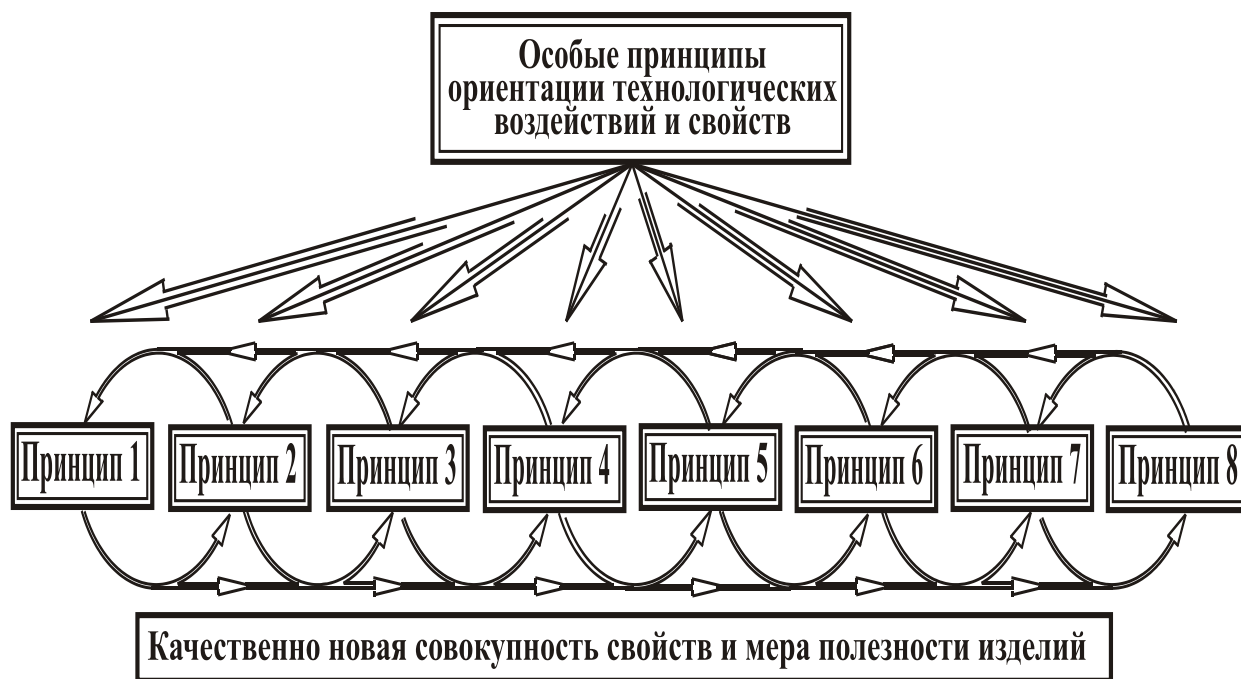 Особые принципы
ориентации технологических
воздействий и свойств
Принцип 1
Принцип 2
Принцип 3
Принцип 4
Принцип 5
Принцип 6
Принцип 7
Принцип 8
Качественно новая совокупность свойств и мера полезности изделий